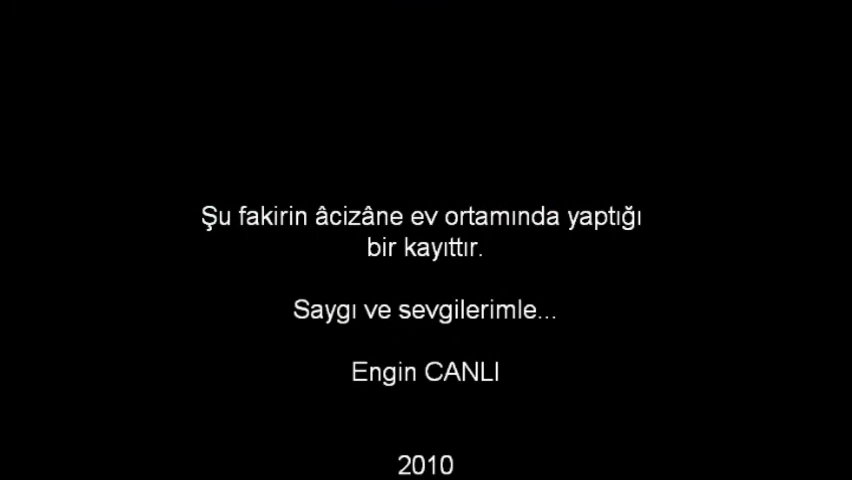 Şu fakirin âcizâne ev ortamında yaptığı
bir kayıttır.
Saygı ve sevgilerimle...
Engin CANLI
2010